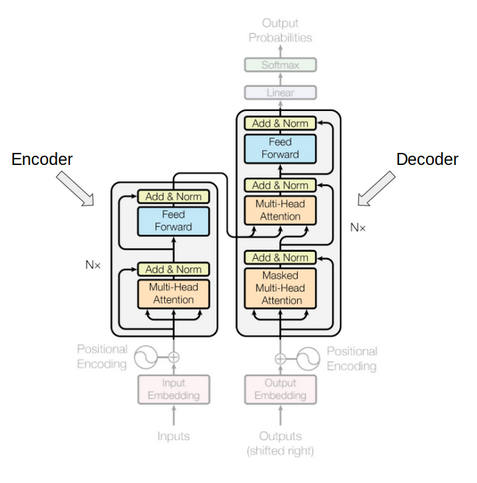 Output
Probabilities
Softmax
Linear
Add & Norm
Feed
Forward
Add & Norm
Multi-Head
Attention
Add & Norm
Masked
Multi-Head
Attention
Decoder
N×
Encoder
Add & Norm
Feed
Forward
Add & Norm
Multi-Head
Attention
N×
Positional
Encoding
Input
Embedding
Inputs
Positional
Encoding
Output
Embedding
Outputs
(shifted right)